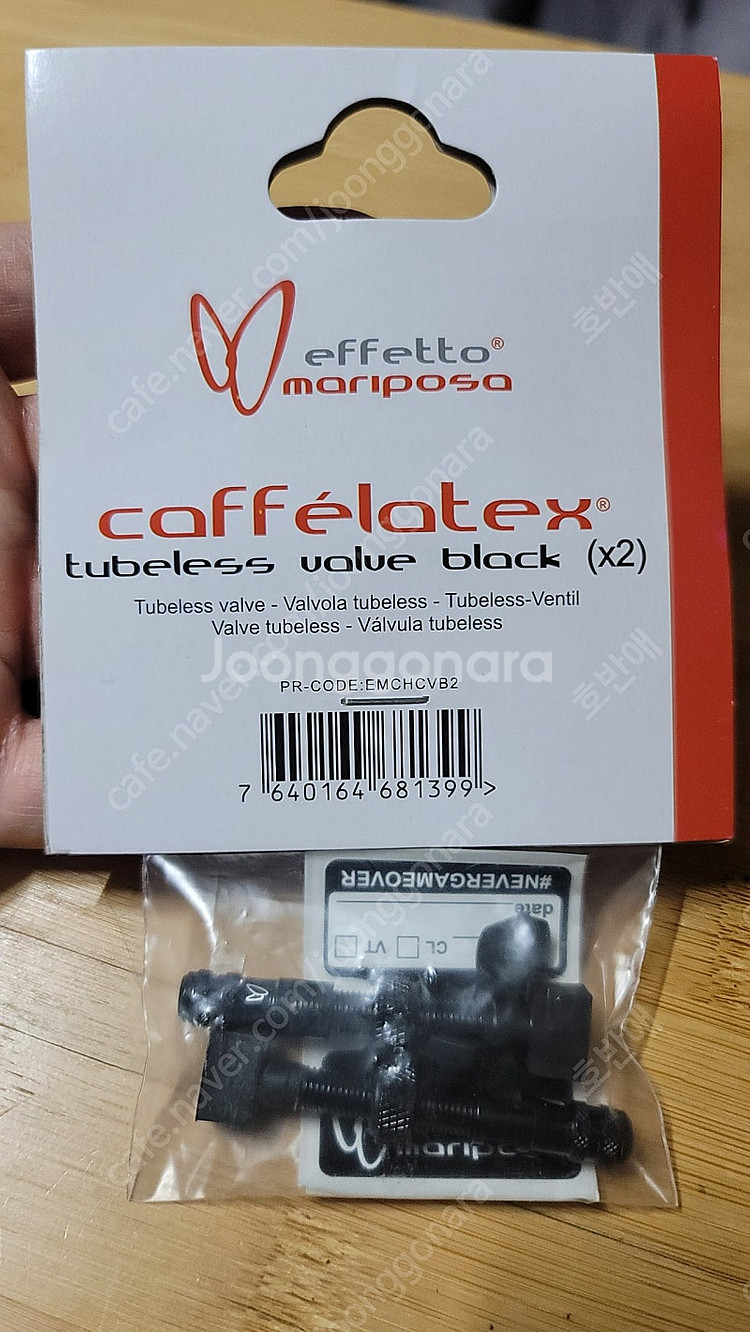 effetto®
mariposa
caffélatex®
tubeless valve black (x2)
Tubeless valve - Valvola tubeless - Tubeless-Ventil
Valve tubeless - Válvula tubeless
Joonggonara
PR-CODE:EMCHCVB2
7 640164 681399 >
#NEVERGAMEOVER
date
CL VT
mariposa
cafe.naver.com/joonggonara
호반에